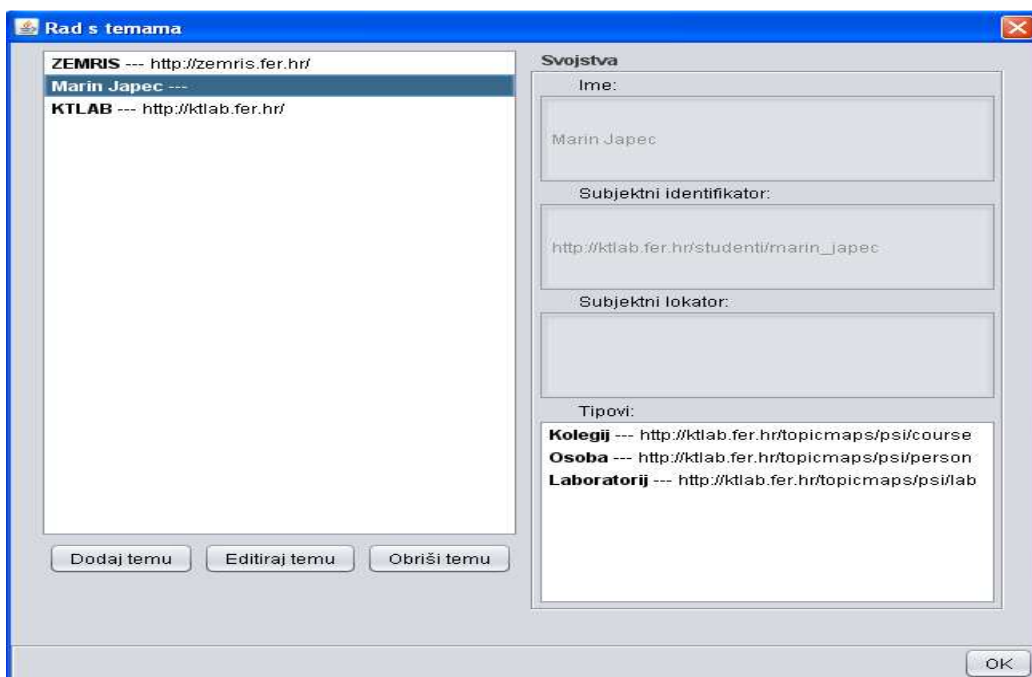 Rad s temama
ZEMRIS --- http://zemris.fer.hr/
Marin Japec ---
KTLAB --- http://ktlab.fer.hr/
Dodaj temu
Editiraj temu
Obriši temu
Svojstva
Ime:
Marin Japec
Subjektni identifikator:
http://ktlab.fer.hr/studenti/marin_japec
Subjektni lokator:
Tipovi:
Kolegij --- http://ktlab.fer.hr/topicmaps/psi/course
Osoba --- http://ktlab.fer.hr/topicmaps/psi/person
Laboratorij --- http://ktlab.fer.hr/topicmaps/psi/lab
OK